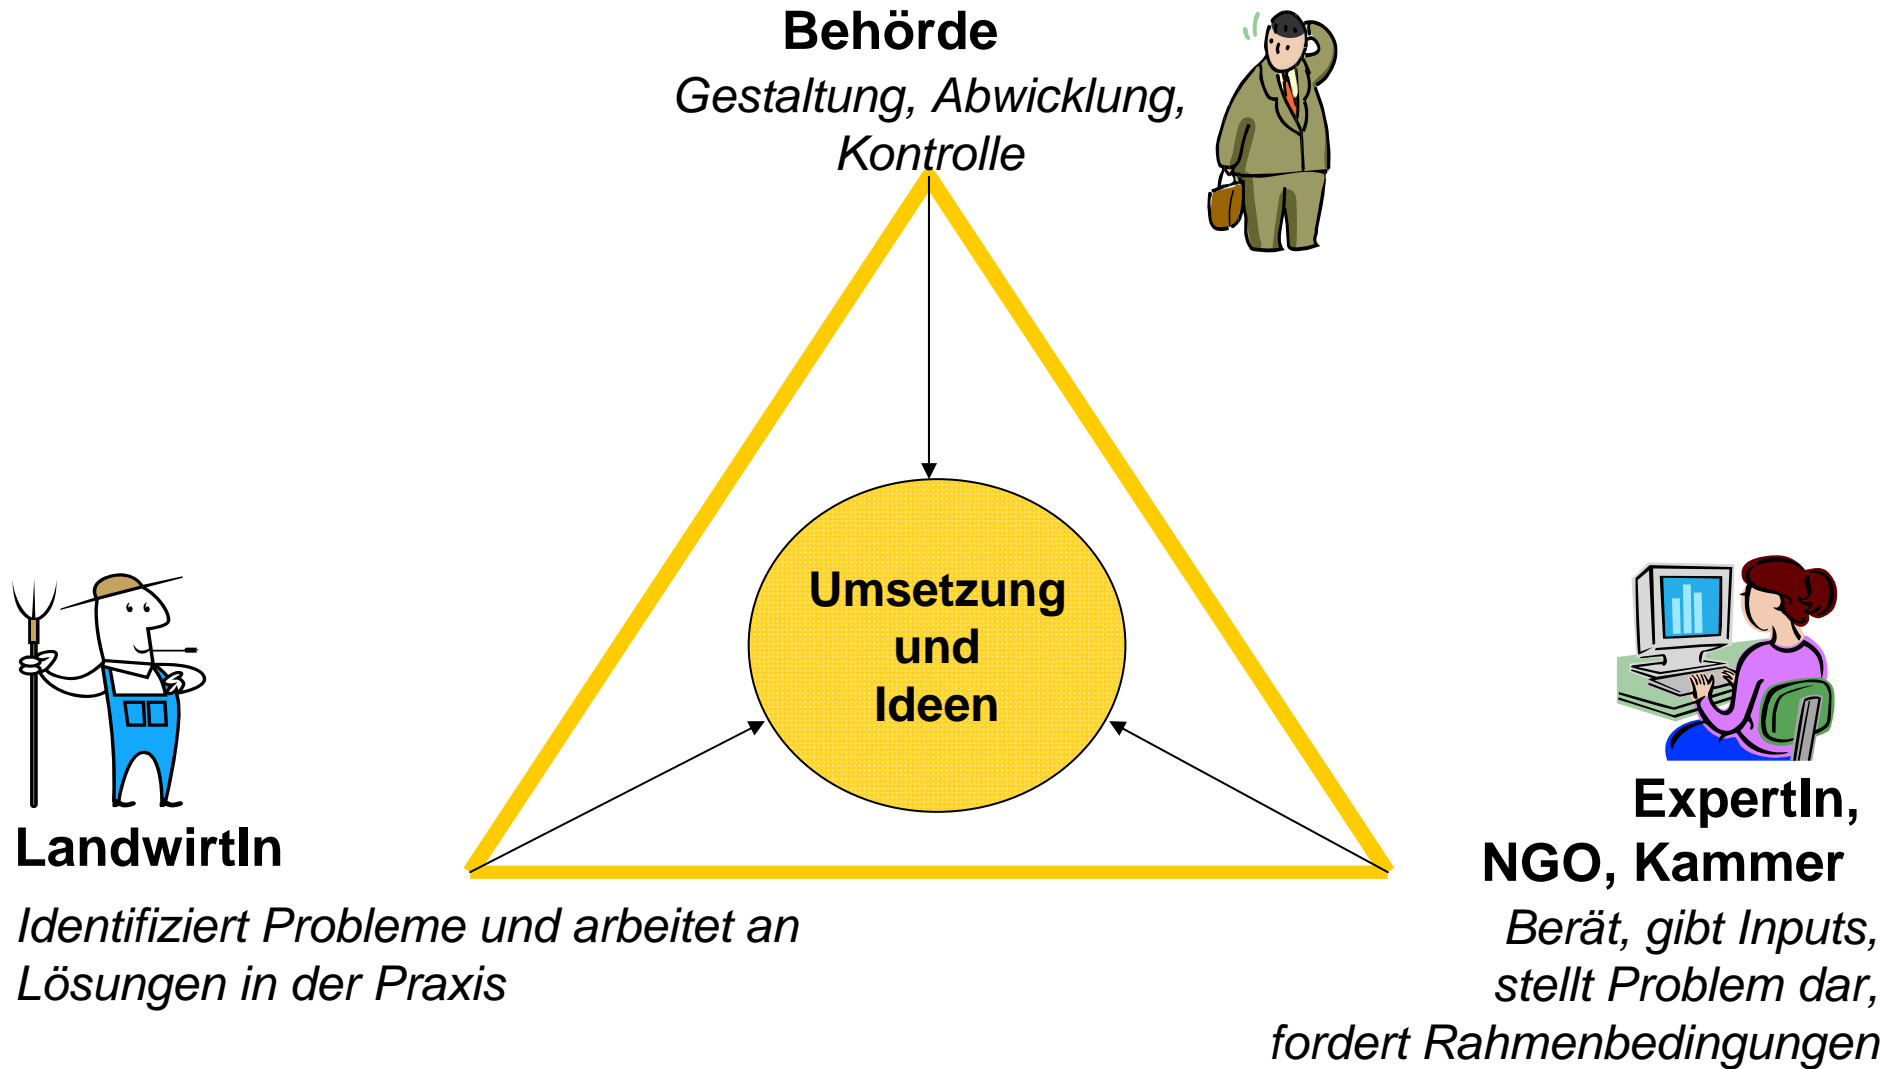 Behörde
Gestaltung, Abwicklung,
Kontrolle
Umsetzung
und
Ideen
LandwirtIn
Identifiziert Probleme und arbeitet an
Lösungen in der Praxis
ExpertIn,
NGO, Kammer
Berät, gibt Inputs,
stellt Problem dar,
fordert Rahmenbedingungen